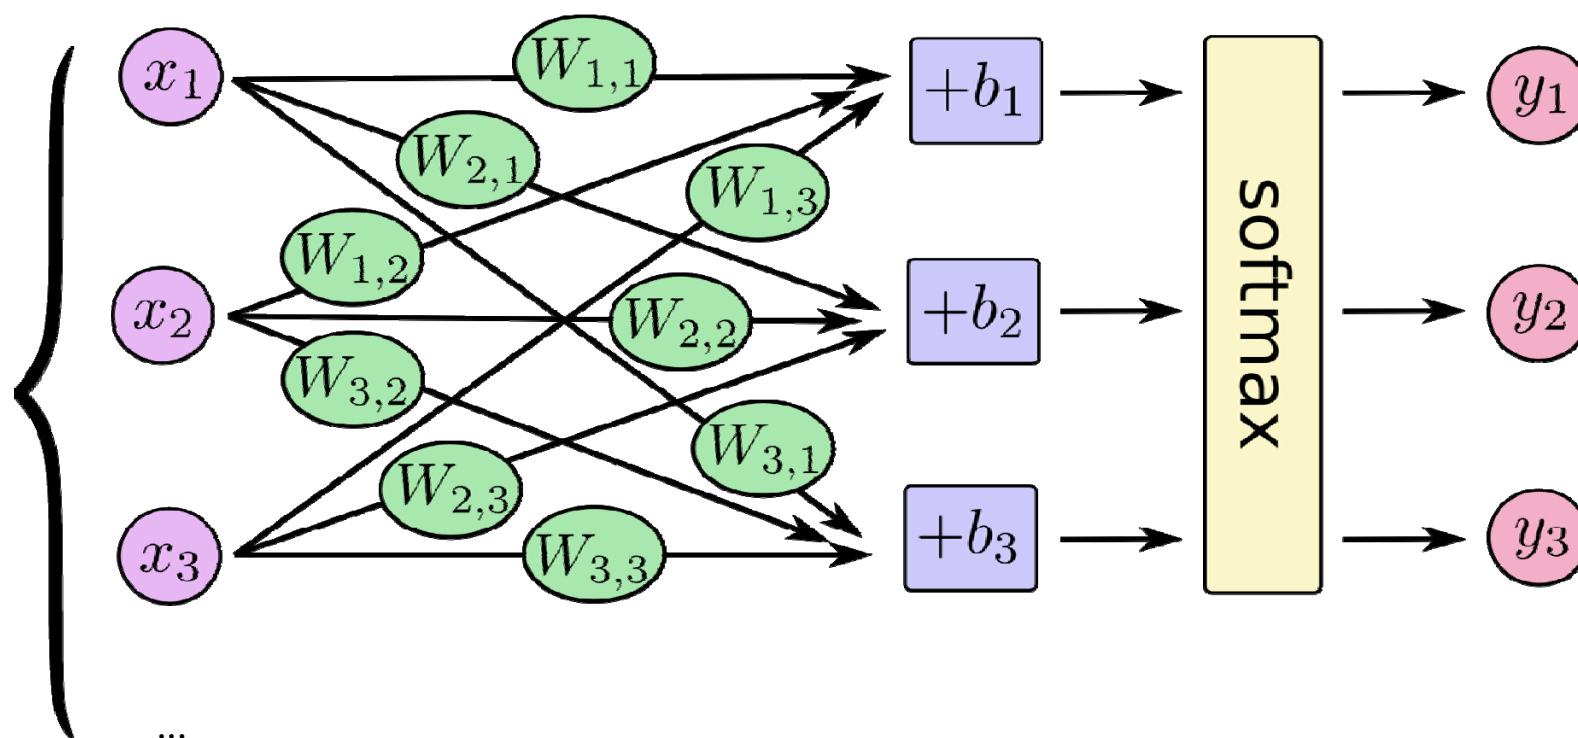 x₁
W₁,₁
+b₁
y₁
W₂,₁
W₁,₃
W₁,₂
x₂
W₂,₂
+b₂
softmax
y₂
W₃,₂
W₃,₁
W₂,₃
x₃
W₃,₃
+b₃
y₃
...